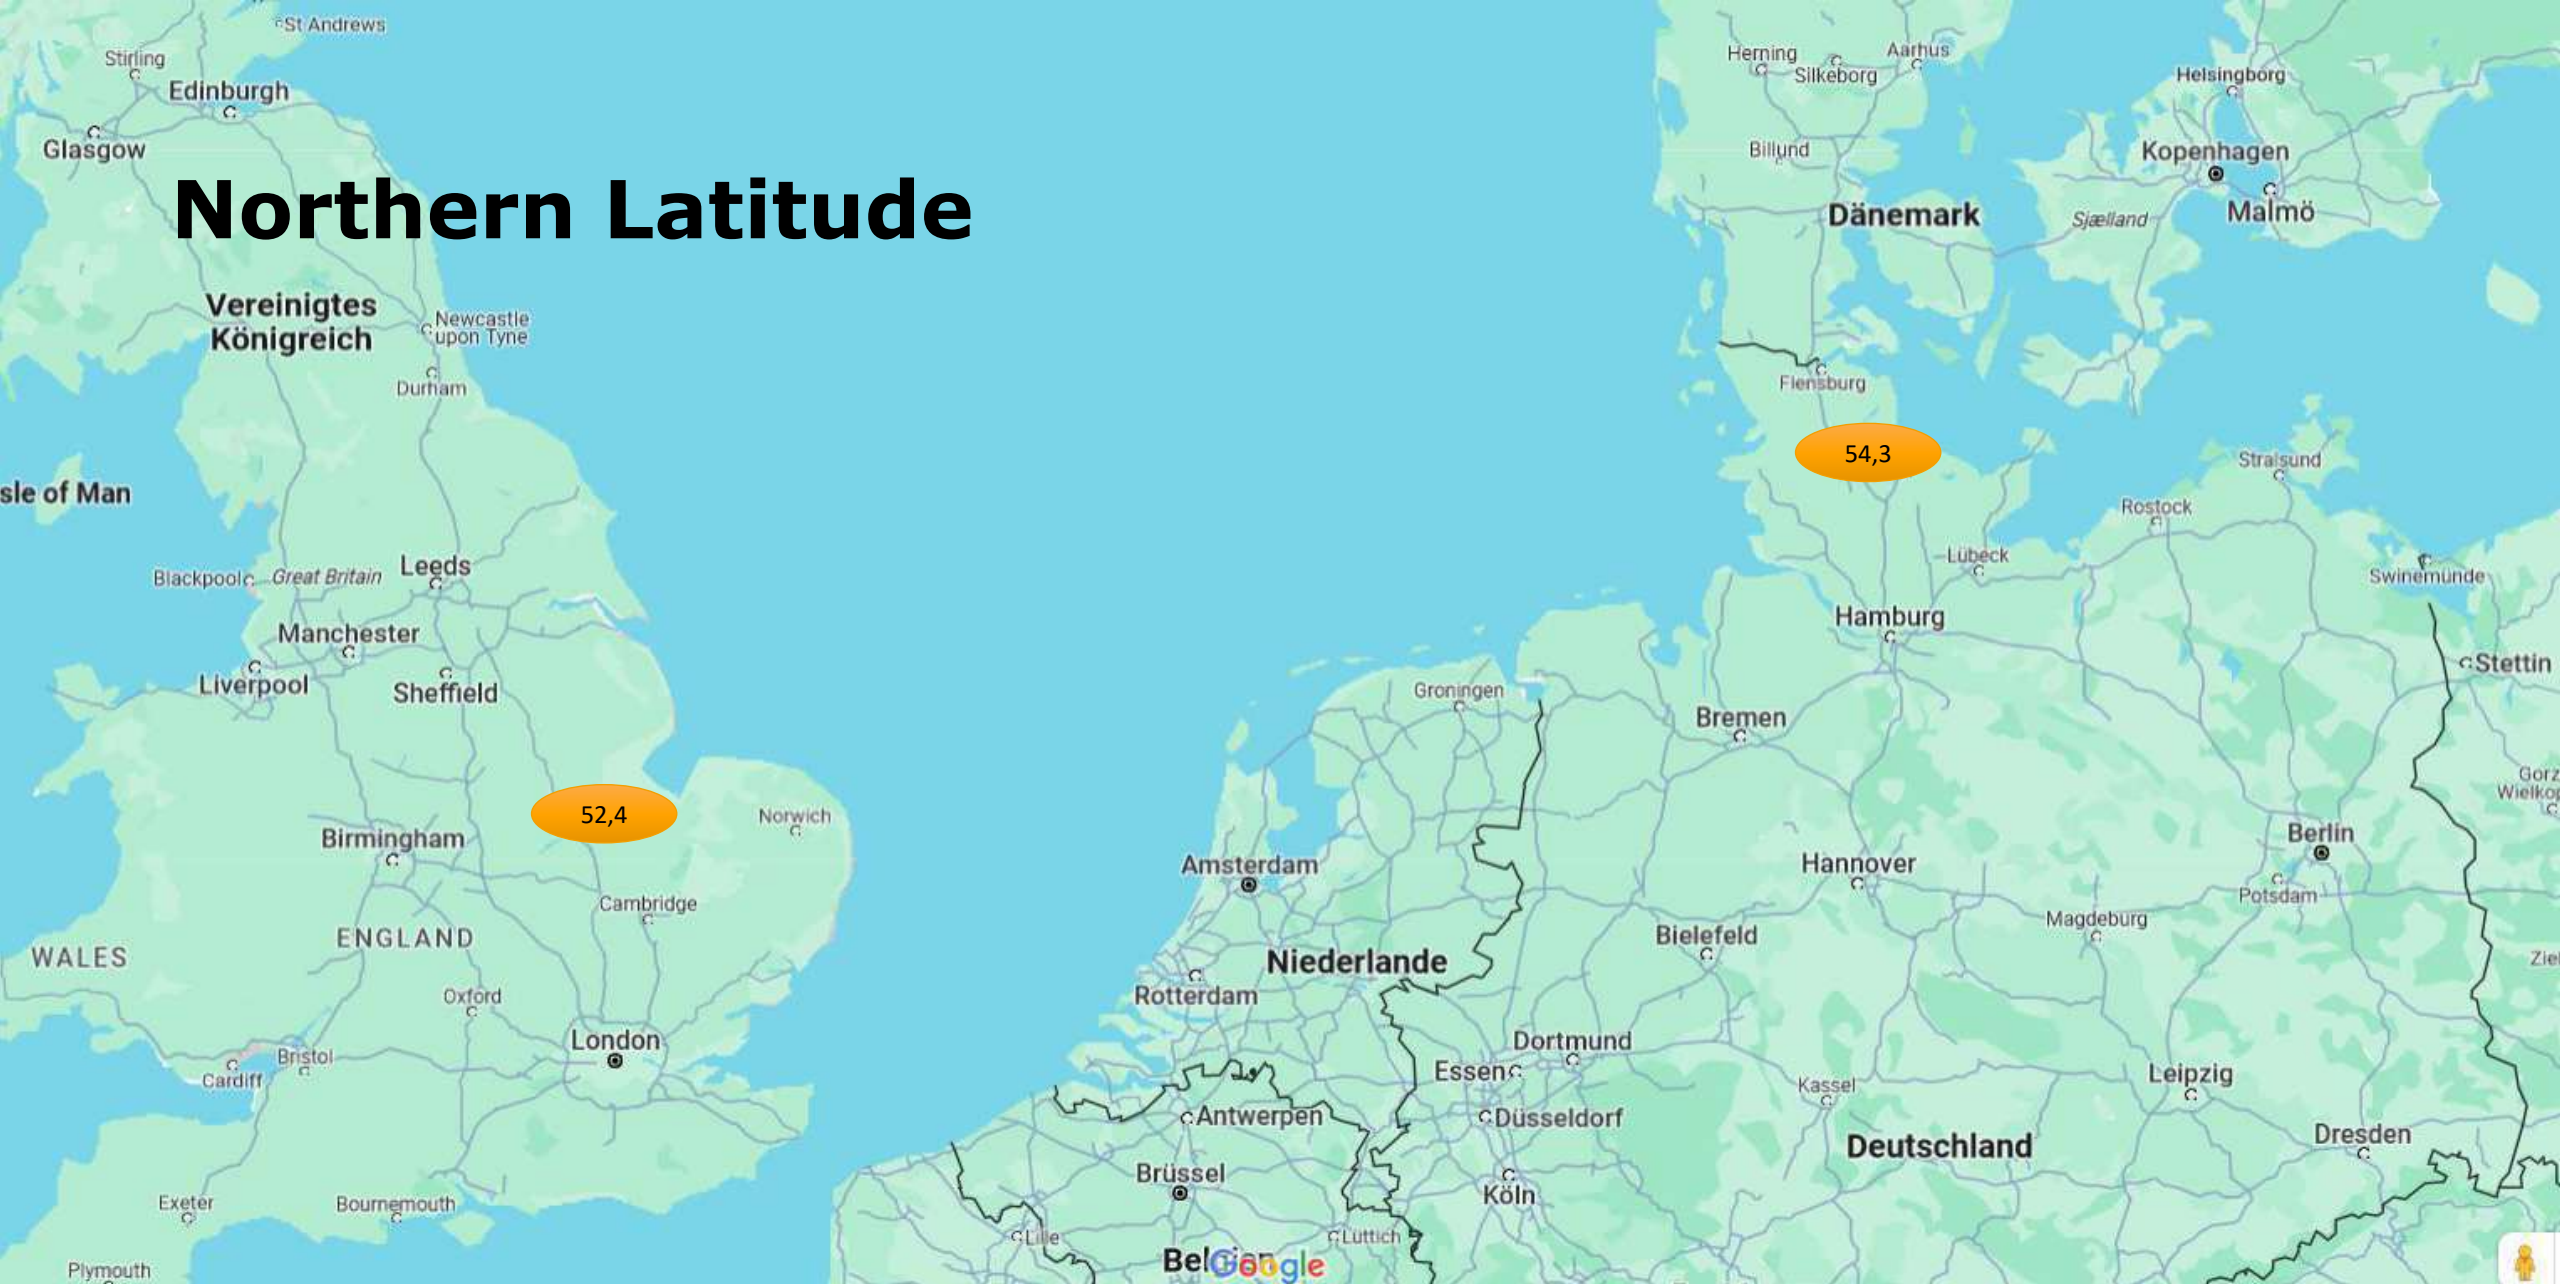 St Andrews
Stirling
Edinburgh
Glasgow
Herning
Silkeborg
Aarhus
Helsingborg
Billund
Kopenhagen
Malmö
Dänemark
Sjælland
Northern Latitude
Vereinigtes
Königreich
Newcastle
upon Tyne
Durham
Flensburg
54,3
Stralsund
sle of Man
Rostock
Lübeck
Swinemünde
Blackpool
Great Britain
Leeds
Manchester
Liverpool
Sheffield
Hamburg
Stettin
Groningen
Bremen
Gorz
Wielkop
52,4
Norwich
Birmingham
Berlin
Amsterdam
Hannover
Potsdam
Cambridge
Magdeburg
ENGLAND
WALES
Bielefeld
Niederlande
Ziel
Rotterdam
Oxford
London
Dortmund
Bristol
Cardiff
Essen
Kassel
Leipzig
Antwerpen
Düsseldorf
Deutschland
Dresden
Brüssel
Köln
Exeter
Bournemouth
Lille
Lüttich
Belgien
Google
Plymouth